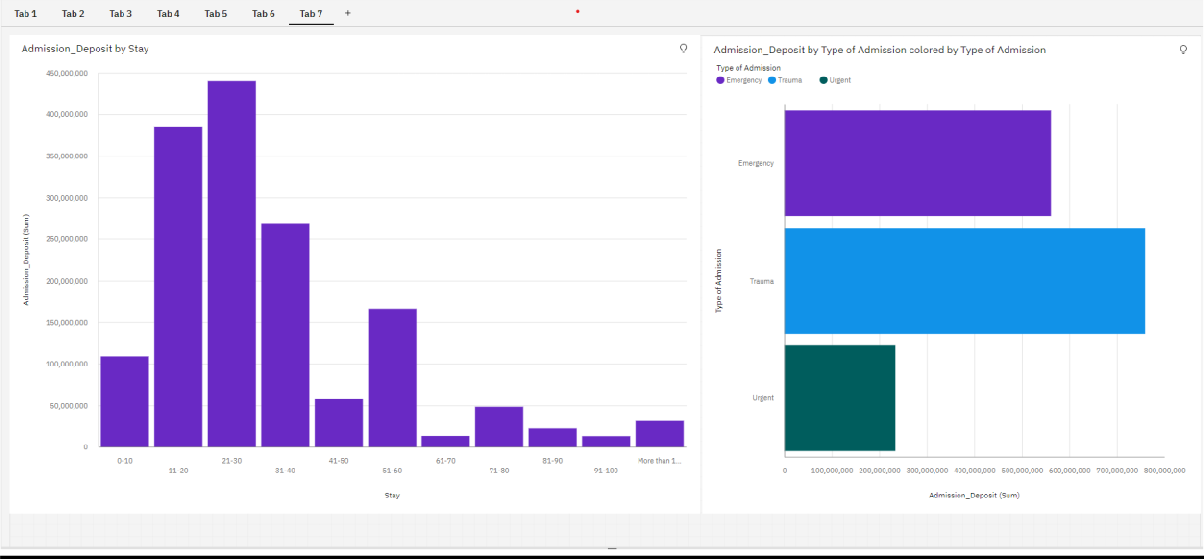 Tab 1 Tab 2 Tab 3 Tab 4 Tab 5 Tab 6 Tab 7 +
Admission_Deposit by Stay
450,000,000
400,000,000
350,000,000
300,000,000
250,000,000
200,000,000
150,000,000
100,000,000
50,000,000
0
Admission_Deposit (Sum)
0-10 21-30 41-50 61-70 81-90 More than 1...
11-20 31-40 51-60 71-80 91-100
Stay
Admission_Deposit by Type of Admission colored by Type of Admission
Type of Admission
Emergency Trauma Urgent
Type of Admission
Emergency
Trauma
Urgent
0 100,000,000 200,000,000 300,000,000 400,000,000 500,000,000 600,000,000 700,000,000 800,000,000
Admission_Deposit (Sum)